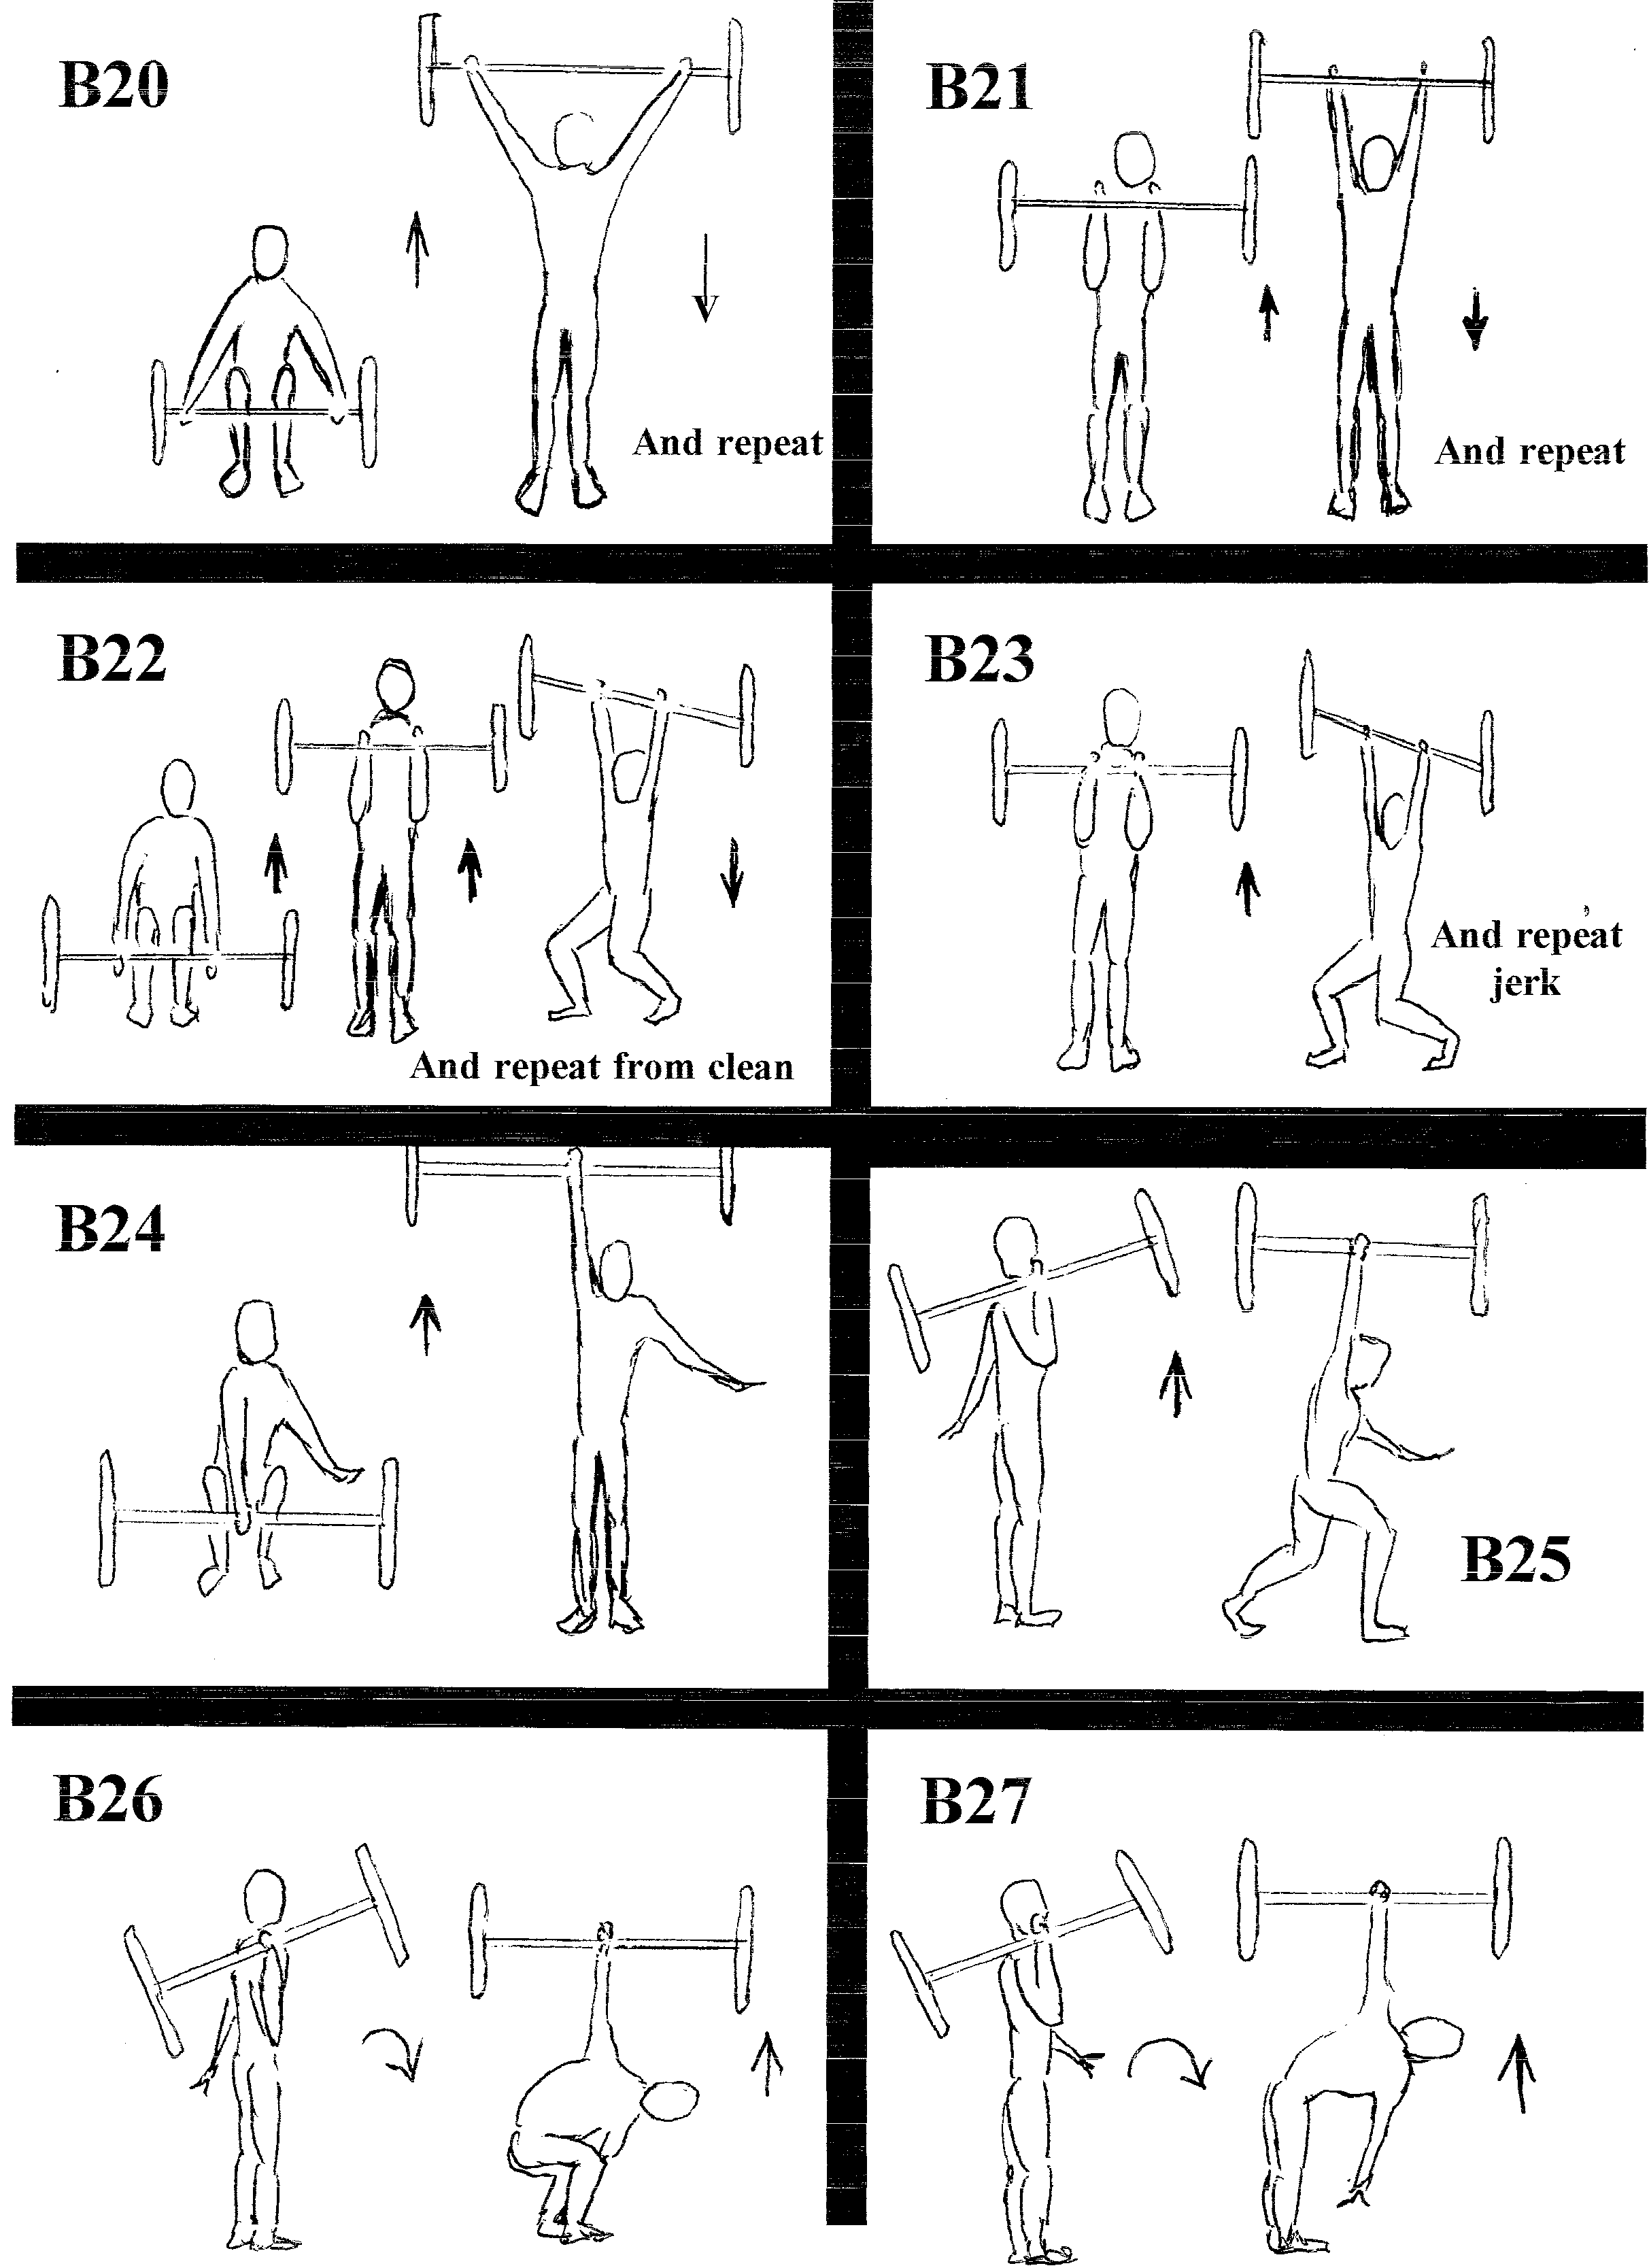 B20
And repeat
B21
And repeat
B22
And repeat from clean
B23
And repeat
jerk
B24
B25
B26
B27